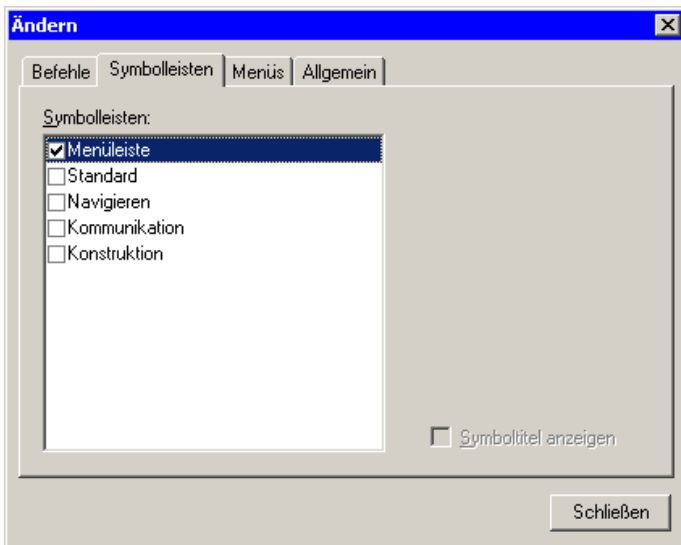 Ändern
Befehle Symbolleisten Menüs Allgemein
Symbolleisten:
Menüleiste
Standard
Navigieren
Kommunikation
Konstruktion
Symboltitel anzeigen
Schließen